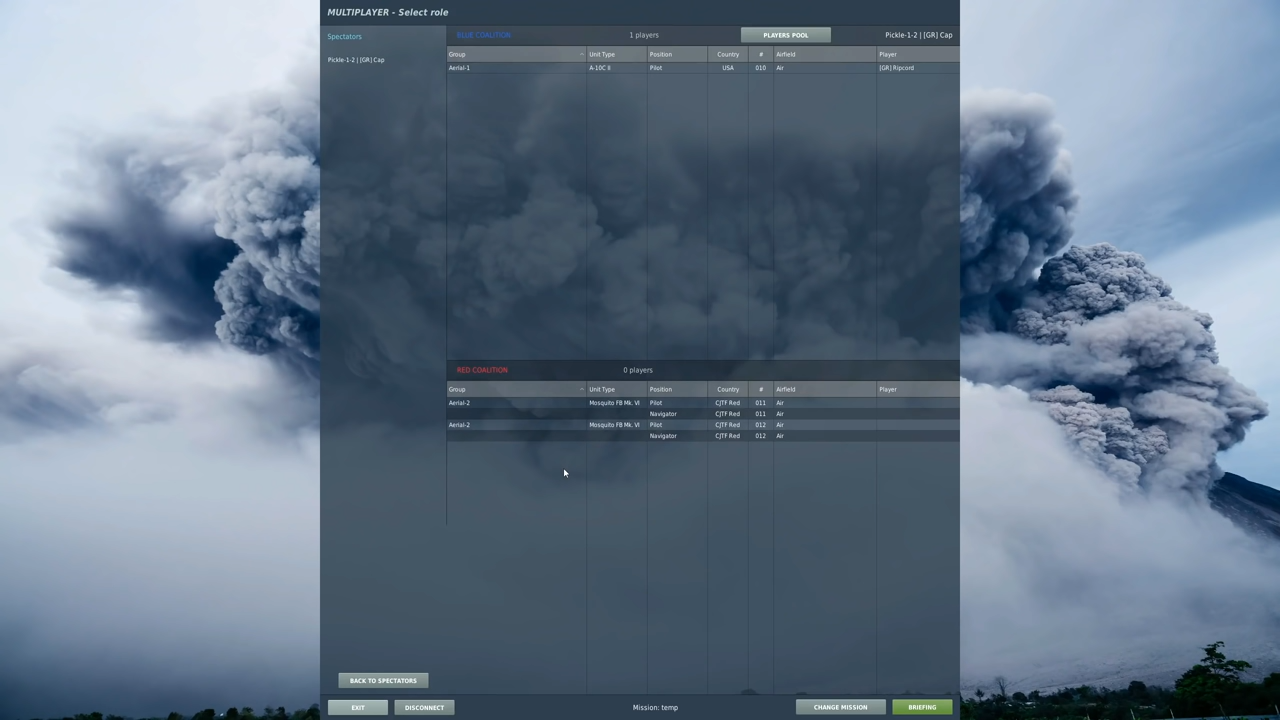 MULTIPLAYER - Select role
Spectators
Pickle-1-2 | [GR] Cap
BLUE COALITION 1 players PLAYERS POOL Pickle-1-2 | [GR] Cap
Group Unit Type Position Country # Airfield Player
Aerial-1 A-10C II Pilot USA 010 Air [GR] Ripcord
RED COALITION 0 players
Group Unit Type Position Country # Airfield Player
Aerial-2 Mosquito FB Mk. VI Pilot CJTF Red 011 Air
Navigator CJTF Red 011 Air
Aerial-2 Mosquito FB Mk. VI Pilot CJTF Red 012 Air
Navigator CJTF Red 012 Air
BACK TO SPECTATORS
EXIT DISCONNECT Mission: temp CHANGE MISSION BRIEFING